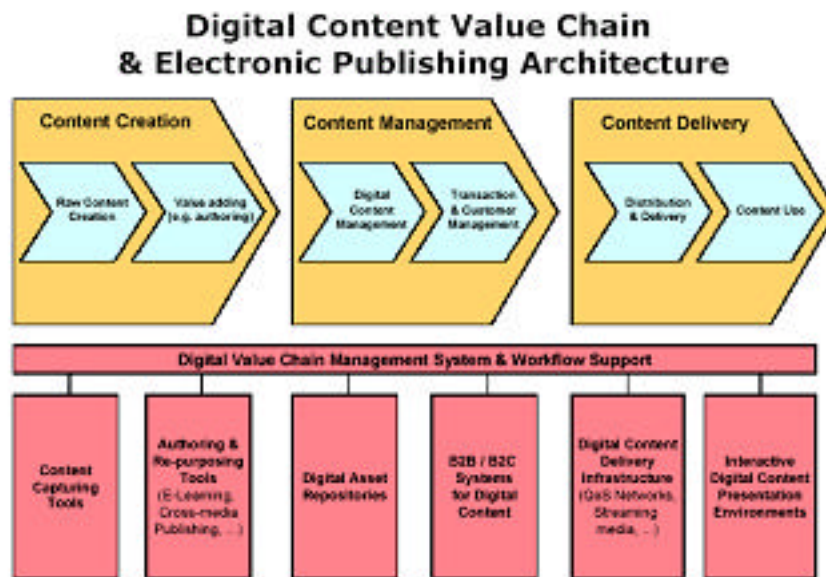 Digital Content Value Chain
& Electronic Publishing Architecture
Content Creation
Raw Content
Creation
Value adding
(e.g. authoring)
Content Management
Digital
Content
Management
Transaction
& Customer
Management
Content Delivery
Distribution
& Delivery
Content Use
Digital Value Chain Management System & Workflow Support
Content
Capturing
Tools
Authoring &
Re-purposing
Tools
(E-Learning,
Cross-media
Publishing, ...)
Digital Asset
Repositories
B2B / B2C
Systems
for Digital
Content
Digital Content
Delivery
Infrastructure
(QoS Networks,
Streaming
media, ...)
Interactive
Digital Content
Presentation
Environments